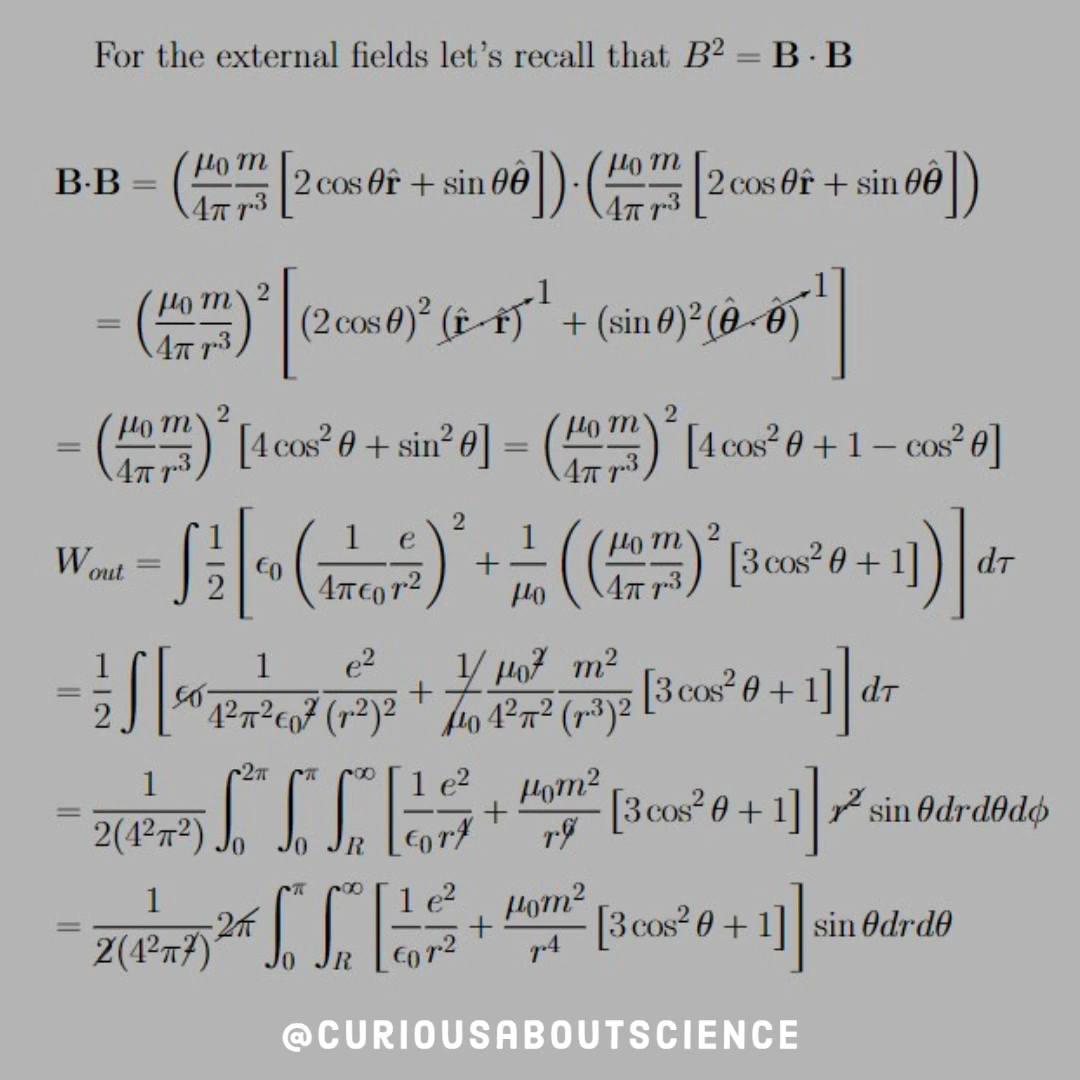 For the external fields let's recall that B² = 𝐁 · 𝐁
𝐁·𝐁 = (μ₀/4π m/r³ [2 cos θ𝐫̂ + sin θ𝛉̂]) · (μ₀/4π m/r³ [2 cos θ𝐫̂ + sin θ𝛉̂])
= (μ₀/4π m/r³)² [(2 cos θ)² (𝐫̂ · 𝐫̂) 1 + (sin θ)² (𝛉̂ · 𝛉̂) 1]
= (μ₀/4π m/r³)² [4 cos² θ + sin² θ] = (μ₀/4π m/r³)² [4 cos² θ + 1 − cos² θ]
W_out = ∫ 1/2 [ϵ₀ (1/4πϵ₀ e/r²)² + 1/μ₀ ((μ₀/4π m/r³)² [3 cos² θ + 1])] dτ
= 1/2 ∫ [ϵ₀ 1/4²π²ϵ₀² e²/(r²)² + 1/μ₀ μ₀²/4²π² m²/(r³)² [3 cos² θ + 1]] dτ
= 1/2(4²π²) ∫₀^2π ∫₀^π ∫_R^∞ [1/ϵ₀ e²/r⁴ + μ₀m²/r⁶ [3 cos² θ + 1]] r² sin θdrdθdϕ
= 1/2(4²π²) 2π ∫₀^π ∫_R^∞ [1/ϵ₀ e²/r² + μ₀m²/r⁴ [3 cos² θ + 1]] sin θdrdθ
@CURIOUSABOUTSCIENCE